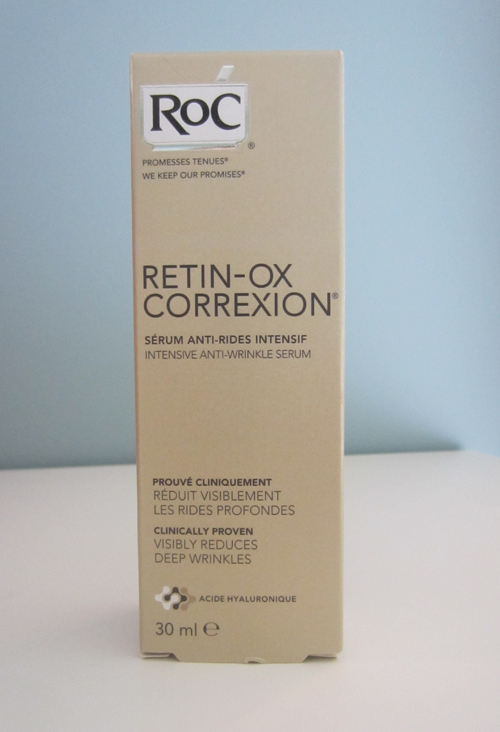 RoC®
PROMESSES TENUES®
WE KEEP OUR PROMISES®
RETIN-OX
CORREXION®
SÉRUM ANTI-RIDES INTENSIF
INTENSIVE ANTI-WRINKLE SERUM
PROUVÉ CLINIQUEMENT
RÉDUIT VISIBLEMENT
LES RIDES PROFONDES
CLINICALLY PROVEN
VISIBLY REDUCES
DEEP WRINKLES
ACIDE HYALURONIQUE
30 ml ℮